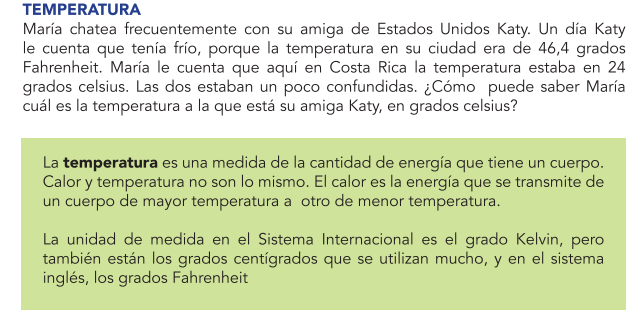 TEMPERATURA
María chatea frecuentemente con su amiga de Estados Unidos Katy. Un día Katy
le cuenta que tenía frío, porque la temperatura en su ciudad era de 46,4 grados
Fahrenheit. María le cuenta que aquí en Costa Rica la temperatura estaba en 24
grados celsius. Las dos estaban un poco confundidas. ¿Cómo puede saber María
cuál es la temperatura a la que está su amiga Katy, en grados celsius?
La temperatura es una medida de la cantidad de energía que tiene un cuerpo.
Calor y temperatura no son lo mismo. El calor es la energía que se transmite de
un cuerpo de mayor temperatura a otro de menor temperatura.
La unidad de medida en el Sistema Internacional es el grado Kelvin, pero
también están los grados centígrados que se utilizan mucho, y en el sistema
inglés, los grados Fahrenheit